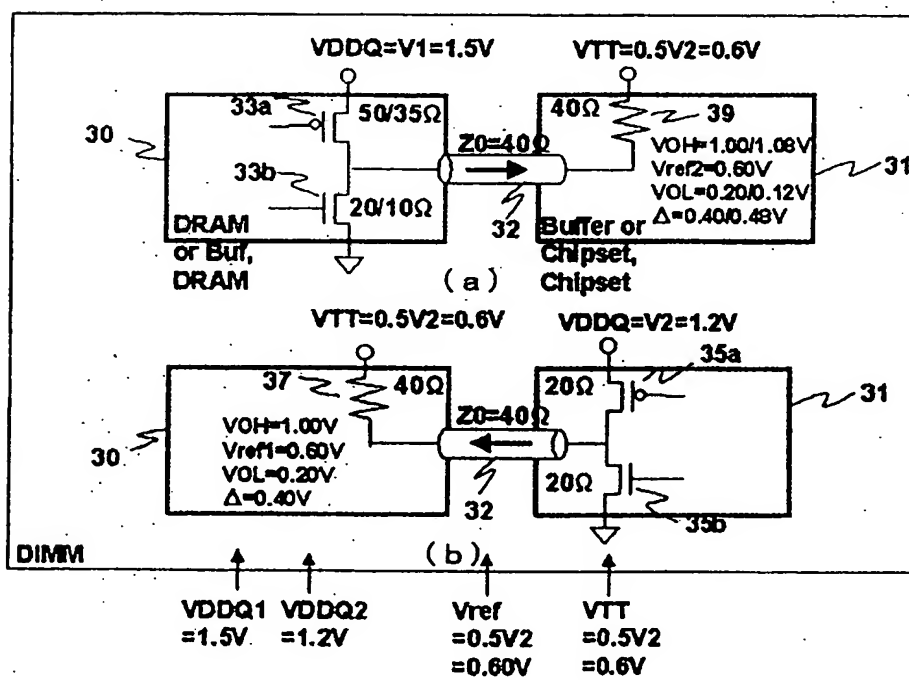 VDDQ=V1=1.5V
VTT=0.5V2=0.6V
33a
50/35Ω
40Ω
39
30
Z0=40Ω
VOH=1.00/1.08V
Vref2=0.60V
VOL=0.20/0.12V
Δ=0.40/0.48V
31
33b
20/10Ω
32
DRAM
or Buf,
DRAM
Buffer or
Chipset,
Chipset
(a)
VTT=0.5V2=0.6V
VDDQ=V2=1.2V
37
40Ω
20Ω
35a
Z0=40Ω
31
30
VOH=1.00V
Vref1=0.60V
VOL=0.20V
Δ=0.40V
20Ω
32
35b
DIMM
(b)
VDDQ1
=1.5V
VDDQ2
=1.2V
Vref
=0.5V2
=0.60V
VTT
=0.5V2
=0.6V